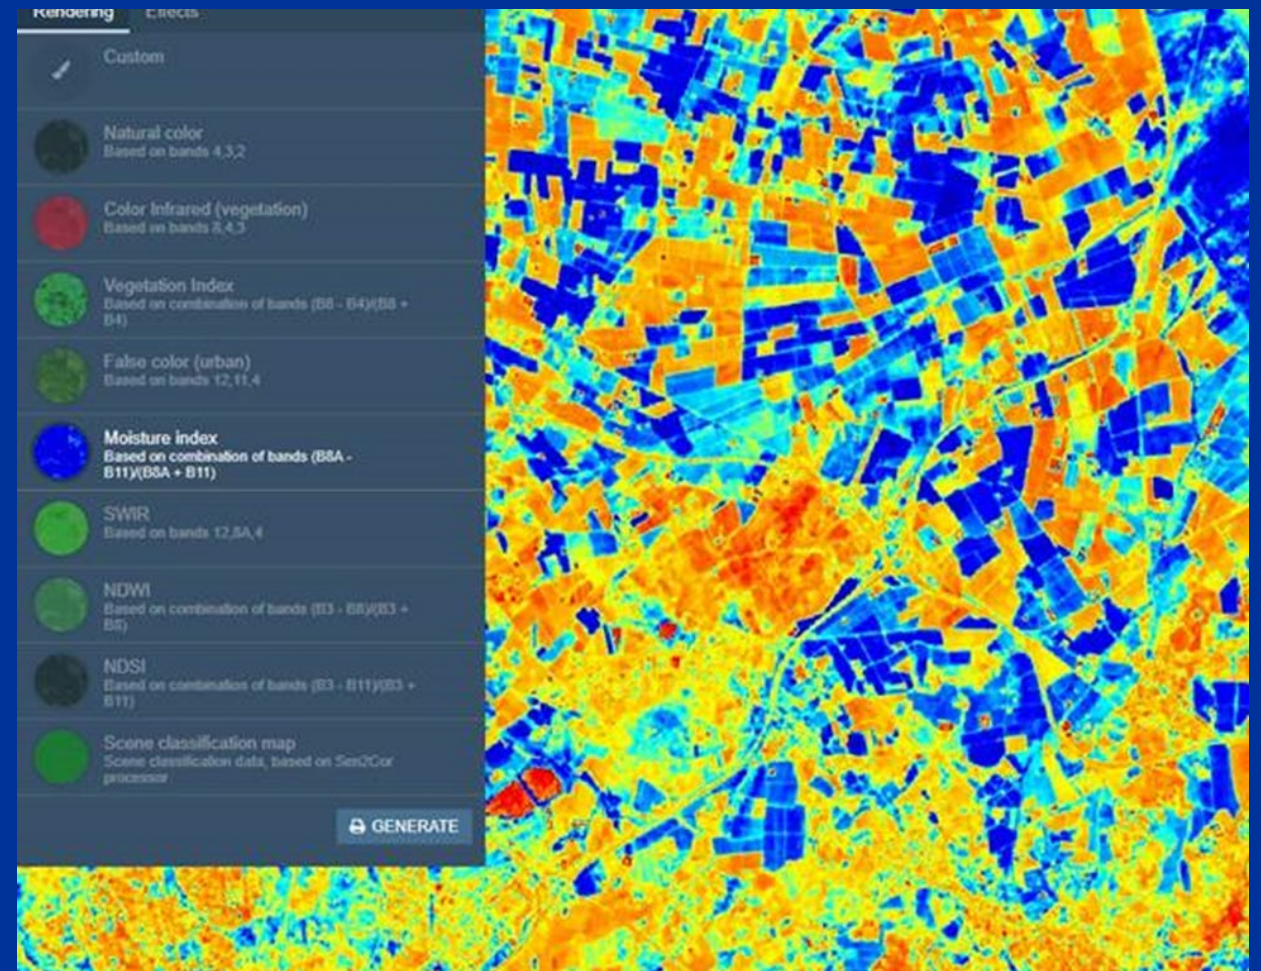 Rendering Effects
Custom
Natural color
Based on bands 4,3,2
Color Infrared (vegetation)
Based on bands 8,4,3
Vegetation Index
Based on combination of bands (B8 - B4)/(B8 +
B4)
False color (urban)
Based on bands 12,11,4
Moisture index
Based on combination of bands (B8A -
B11)/(B8A + B11)
SWIR
Based on bands 12,8A,4
NDWI
Based on combination of bands (B3 - B8)/(B3 +
B8)
NDSI
Based on combination of bands (B3 - B11)/(B3 +
B11)
Scene classification map
Scene classification data, based on Sen2Cor
processor
GENERATE